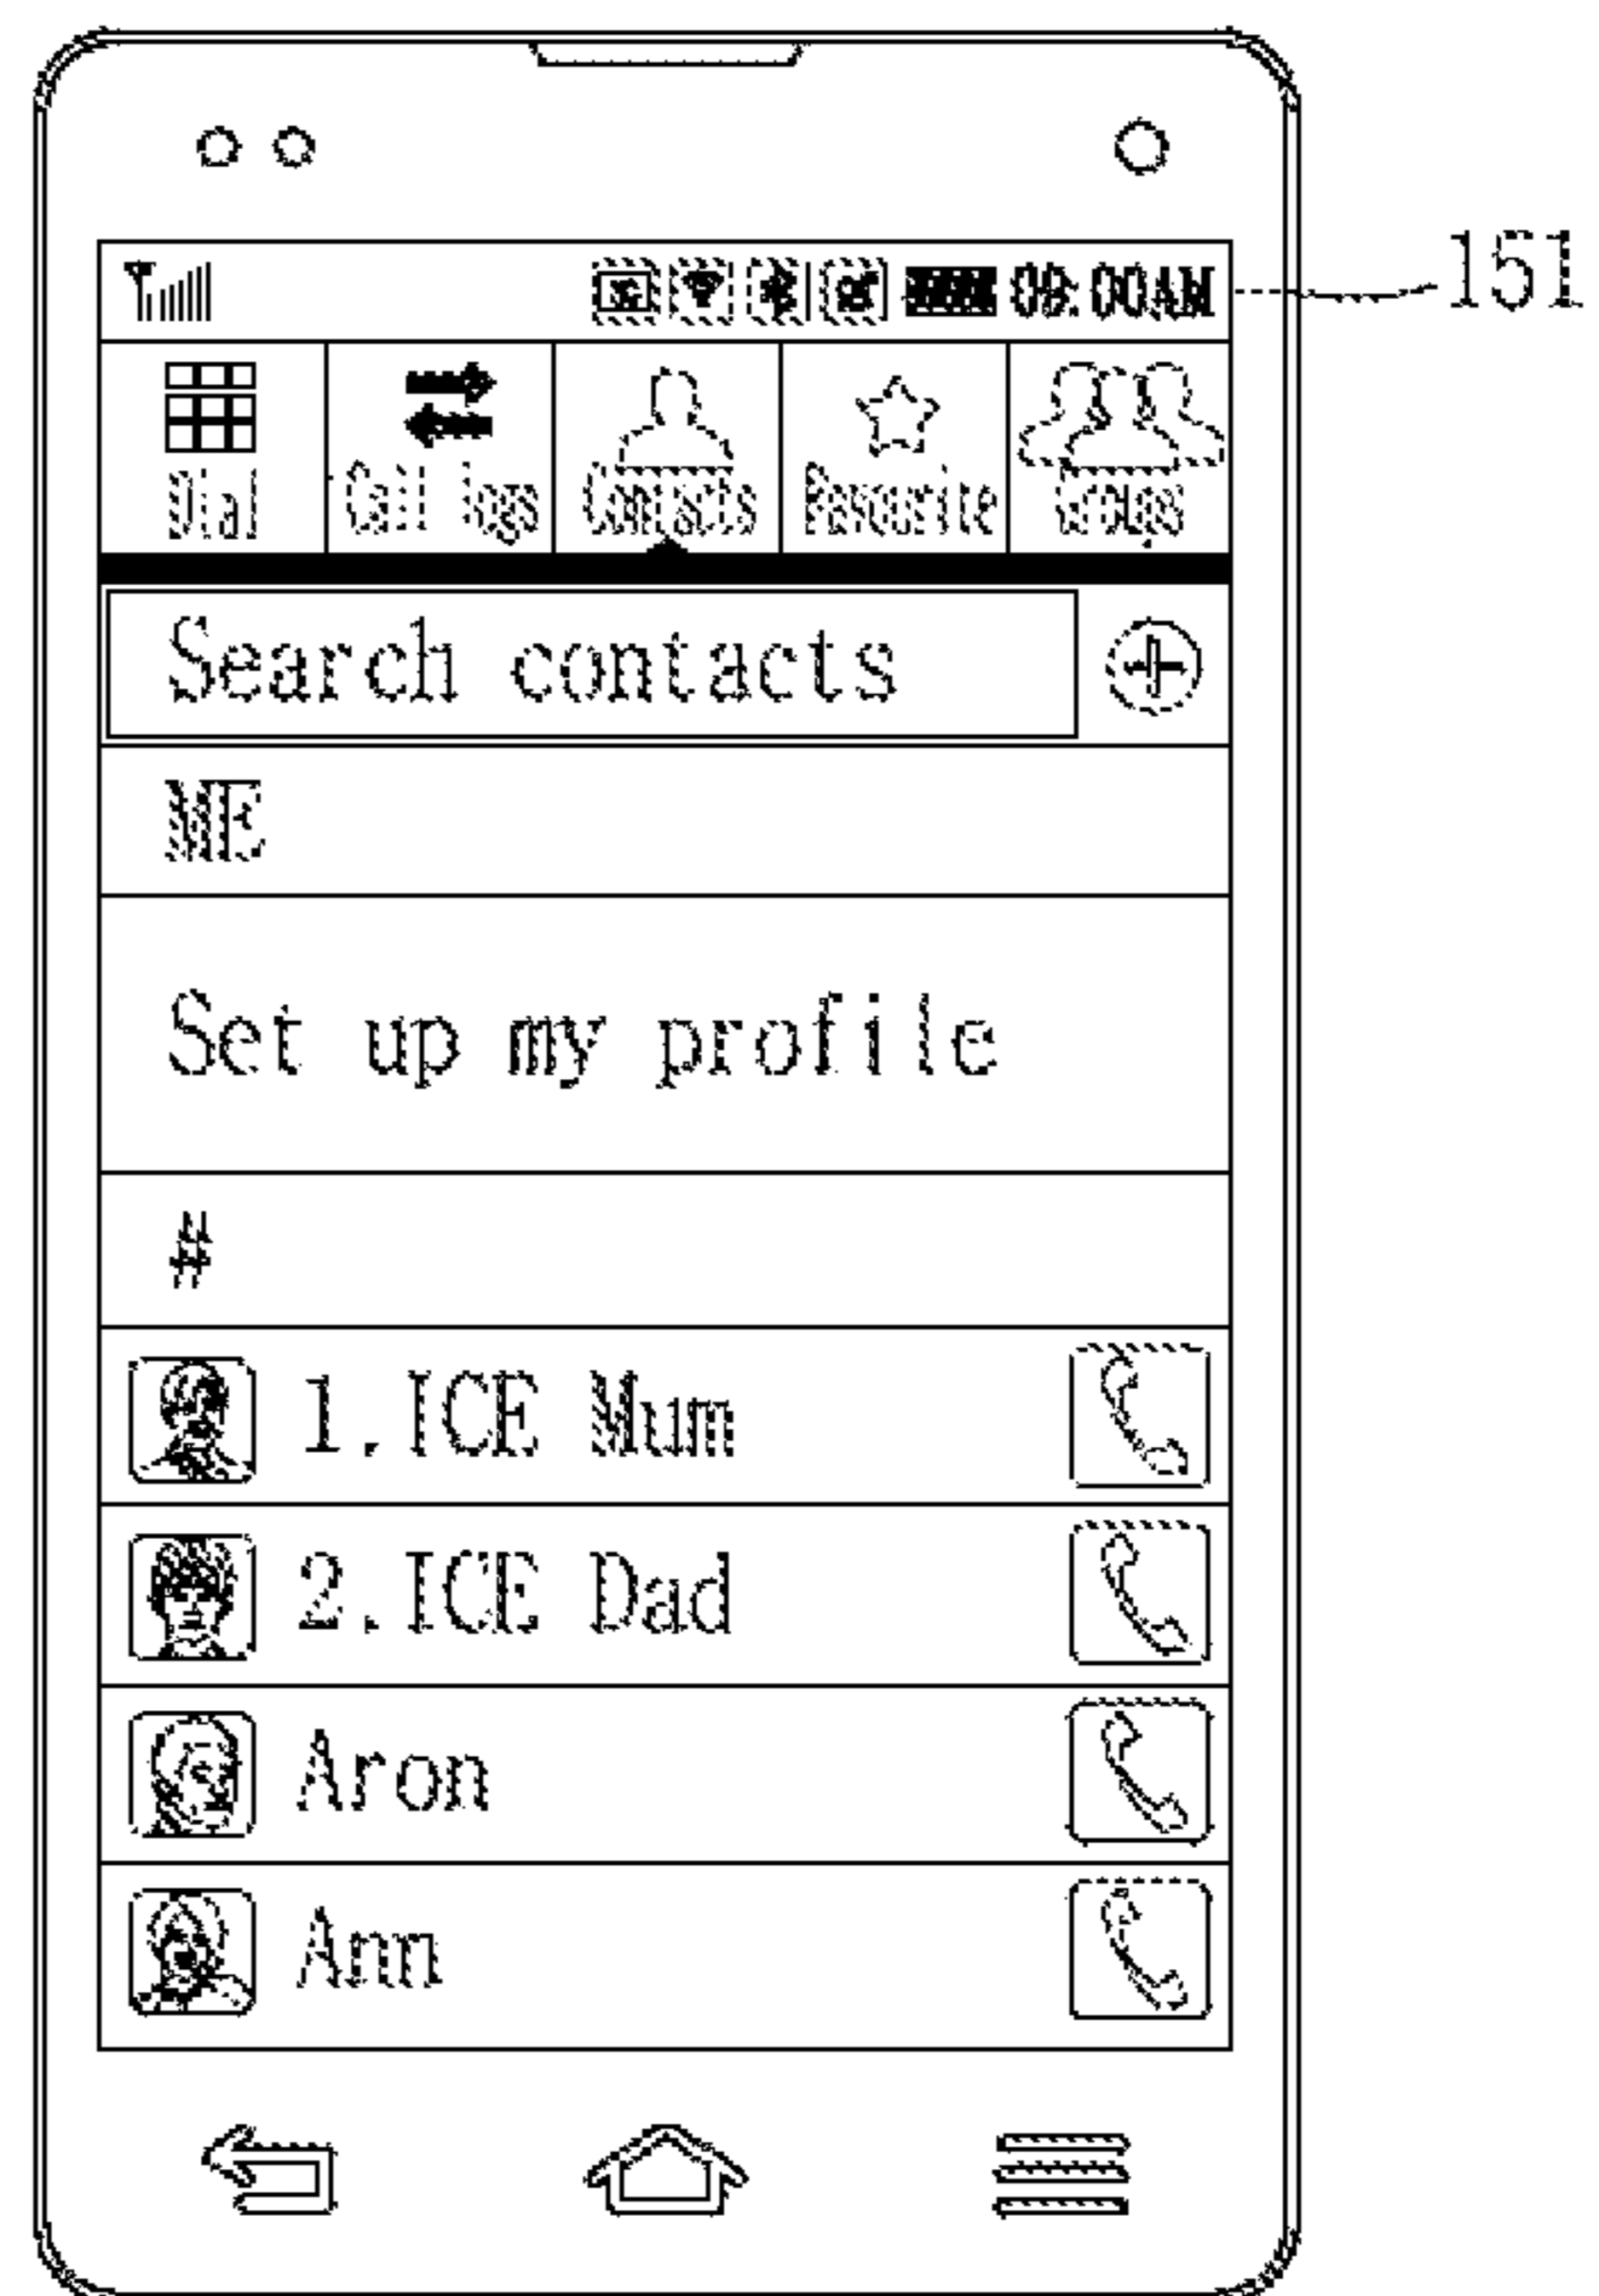 09:00AM
151
Dial Call logs Contacts Favourite Groups
Search contacts
ME
Set up my profile
#
1.ICE Mum
2.ICE Dad
Aron
Ann